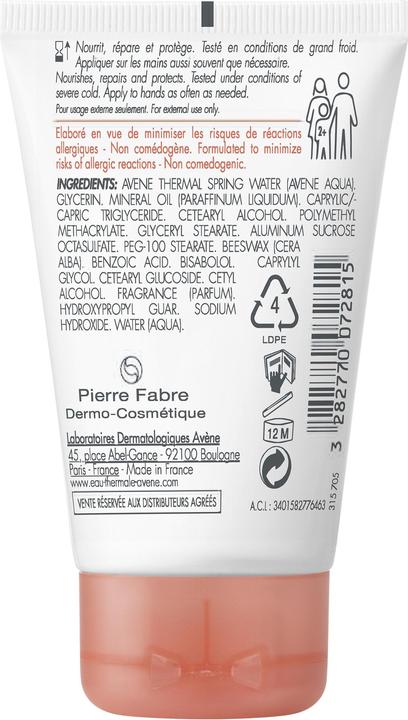 Nourrit, répare et protège. Testé en conditions de grand froid.
Appliquer sur les mains aussi souvent que nécessaire.
Nourishes, repairs and protects. Tested under conditions of
severe cold. Apply to hands as often as needed.
Pour usage externe seulement. For external use only.
2+
Elaboré en vue de minimiser les risques de réactions
allergiques - Non comédogène. Formulated to minimize
risks of allergic reactions - Non comedogenic.
INGREDIENTS: AVENE THERMAL SPRING WATER (AVENE AQUA).
GLYCERIN. MINERAL OIL (PARAFFINUM LIQUIDUM). CAPRYLIC/-
CAPRIC TRIGLYCERIDE. CETEARYL ALCOHOL. POLYMETHYL
METHACRYLATE. GLYCERYL STEARATE. ALUMINUM SUCROSE
OCTASULFATE. PEG-100 STEARATE. BEESWAX (CERA
ALBA). BENZOIC ACID. BISABOLOL. CAPRYLYL
GLYCOL. CETEARYL GLUCOSIDE. CETYL
ALCOHOL. FRAGRANCE (PARFUM).
HYDROXYPROPYL GUAR. SODIUM
HYDROXIDE. WATER (AQUA).
4
LDPE
12 M
3 282770 072815
315705
Pierre Fabre
Dermo-Cosmétique
Laboratoires Dermatologiques Avène
45, place Abel-Gance - 92100 Boulogne
Paris - France - Made in France
www.eau-thermale-avene.com
VENTE RÉSERVÉE AUX DISTRIBUTEURS AGRÉÉS
A.C.L : 3401582776463